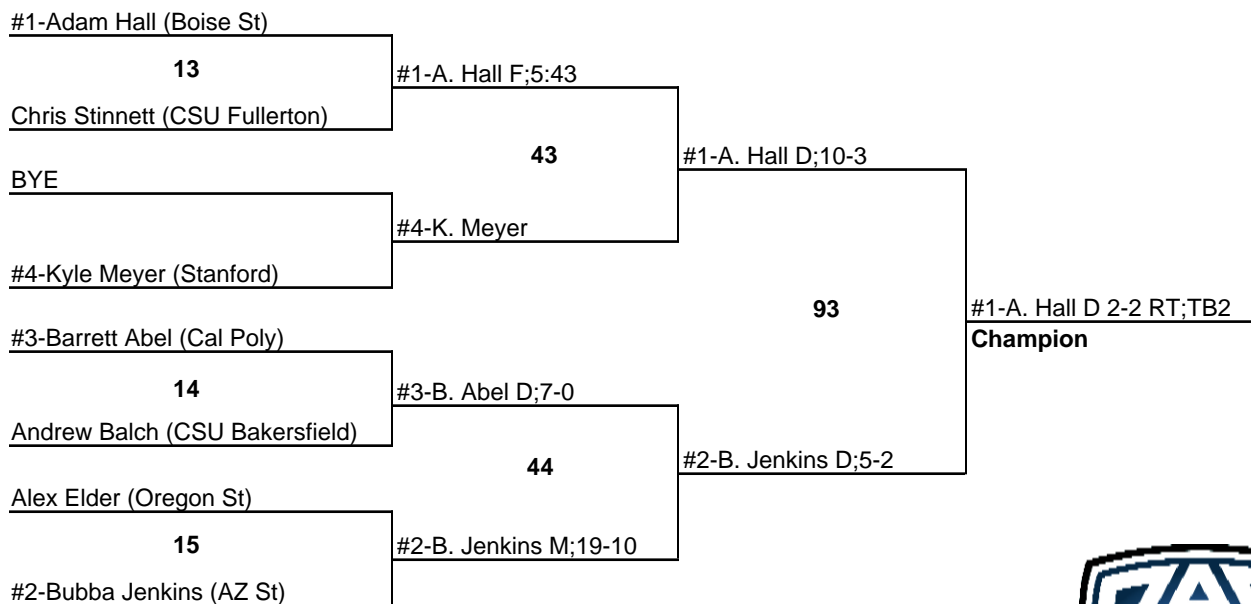 #1-Adam Hall (Boise St)
13
#1-A. Hall F;5:43
Chris Stinnett (CSU Fullerton)
43
#1-A. Hall D;10-3
BYE
#4-K. Meyer
#4-Kyle Meyer (Stanford)
93
#1-A. Hall D 2-2 RT;TB2
Champion
#3-Barrett Abel (Cal Poly)
14
#3-B. Abel D;7-0
Andrew Balch (CSU Bakersfield)
44
#2-B. Jenkins D;5-2
Alex Elder (Oregon St)
15
#2-B. Jenkins M;19-10
#2-Bubba Jenkins (AZ St)